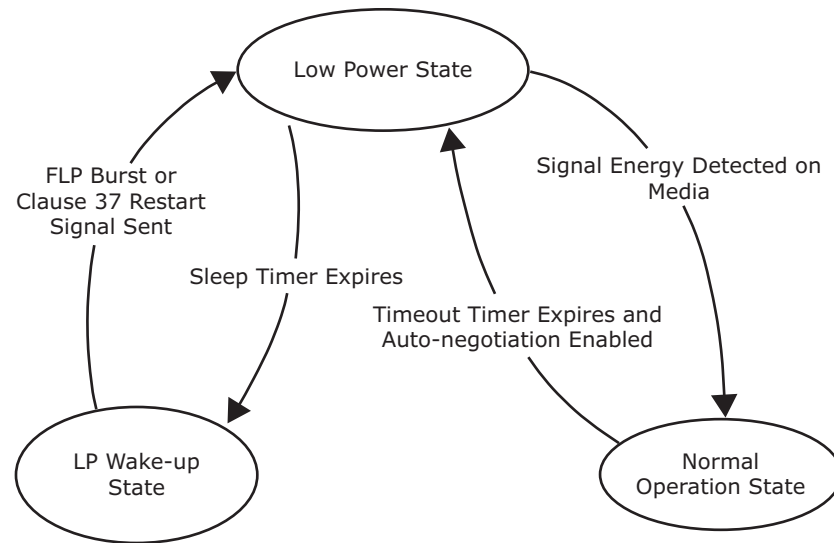 Low Power State
FLP Burst or
Clause 37 Restart
Signal Sent
Signal Energy Detected on
Media
Sleep Timer Expires
Timeout Timer Expires and
Auto-negotiation Enabled
LP Wake-up
State
Normal
Operation State